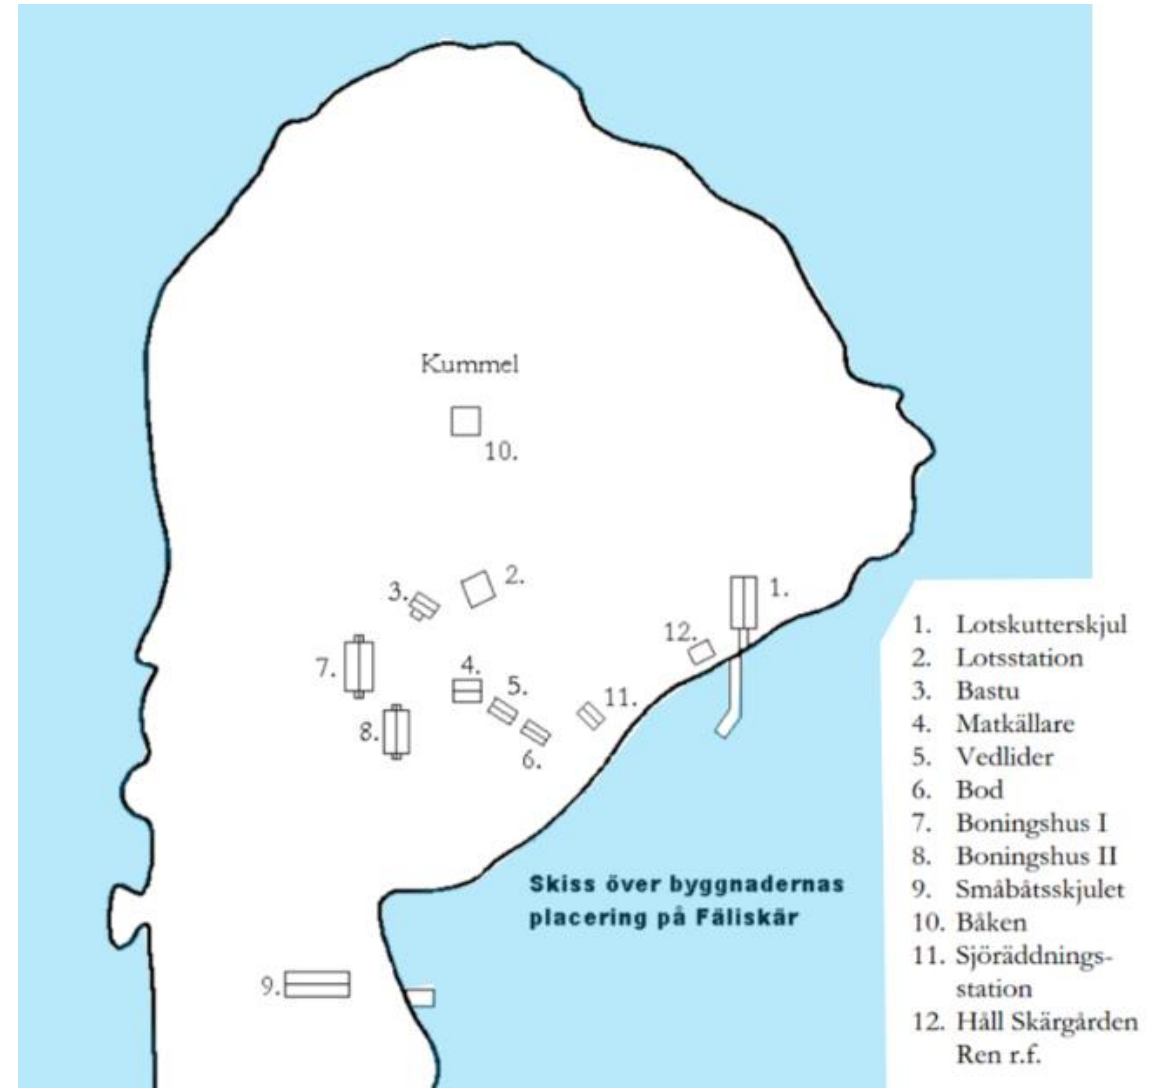 Kummel
10.
2.
3.
1.
12.
7.
4.
5.
11.
8.
6.
Skiss över byggnadernas
placering på Fäliskär
9.
1. Lotskutterskjul
2. Lotsstation
3. Bastu
4. Matkällare
5. Vedlider
6. Bod
7. Boningshus I
8. Boningshus II
9. Småbåtsskjulet
10. Båken
11. Sjöräddnings-
station
12. Håll Skärgården
Ren r.f.